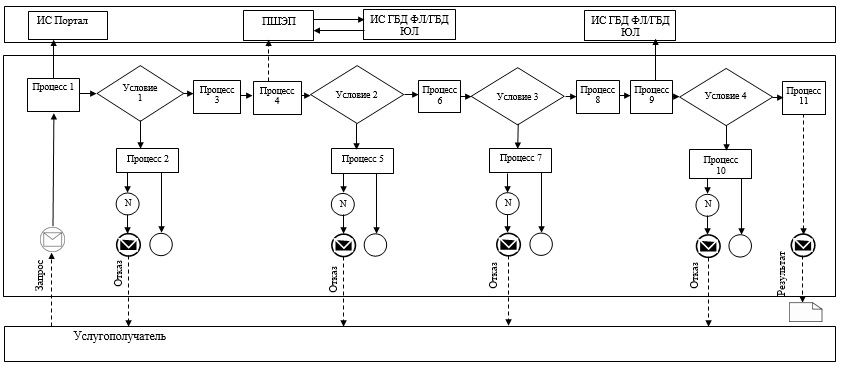 ИС Портал
ПШЭП
ИС ГБД ФЛ/ГБД
ЮЛ
ИС ГБД ФЛ/ГБД
ЮЛ
Процесс 1
Условие
1
Процесс
3
Процесс
4
Условие 2
Процесс
6
Условие 3
Процесс
8
Процесс
9
Условие 4
Процесс
11
Процесс 2
Процесс 5
Процесс 7
Процесс
10
N
N
N
N
Запрос
Отказ
Отказ
Отказ
Отказ
Результат
Услугополучатель